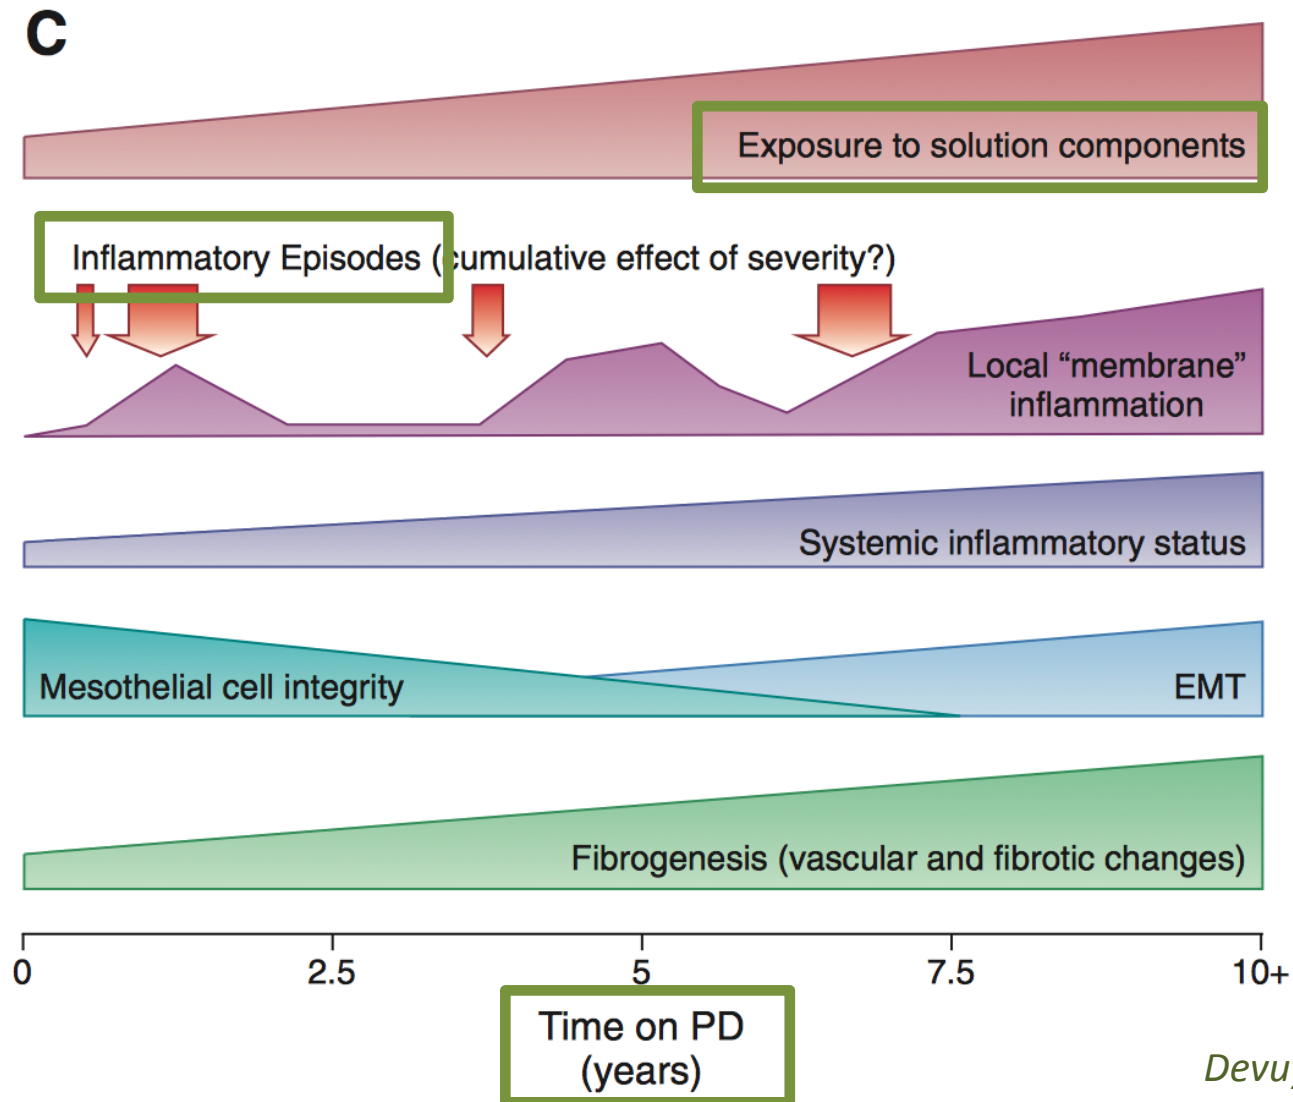 C
Exposure to solution components
Inflammatory Episodes (cumulative effect of severity?)
Local “membrane”
inflammation
Systemic inflammatory status
Mesothelial cell integrity
EMT
Fibrogenesis (vascular and fibrotic changes)
0 2.5 5 7.5 10+
Time on PD
(years)